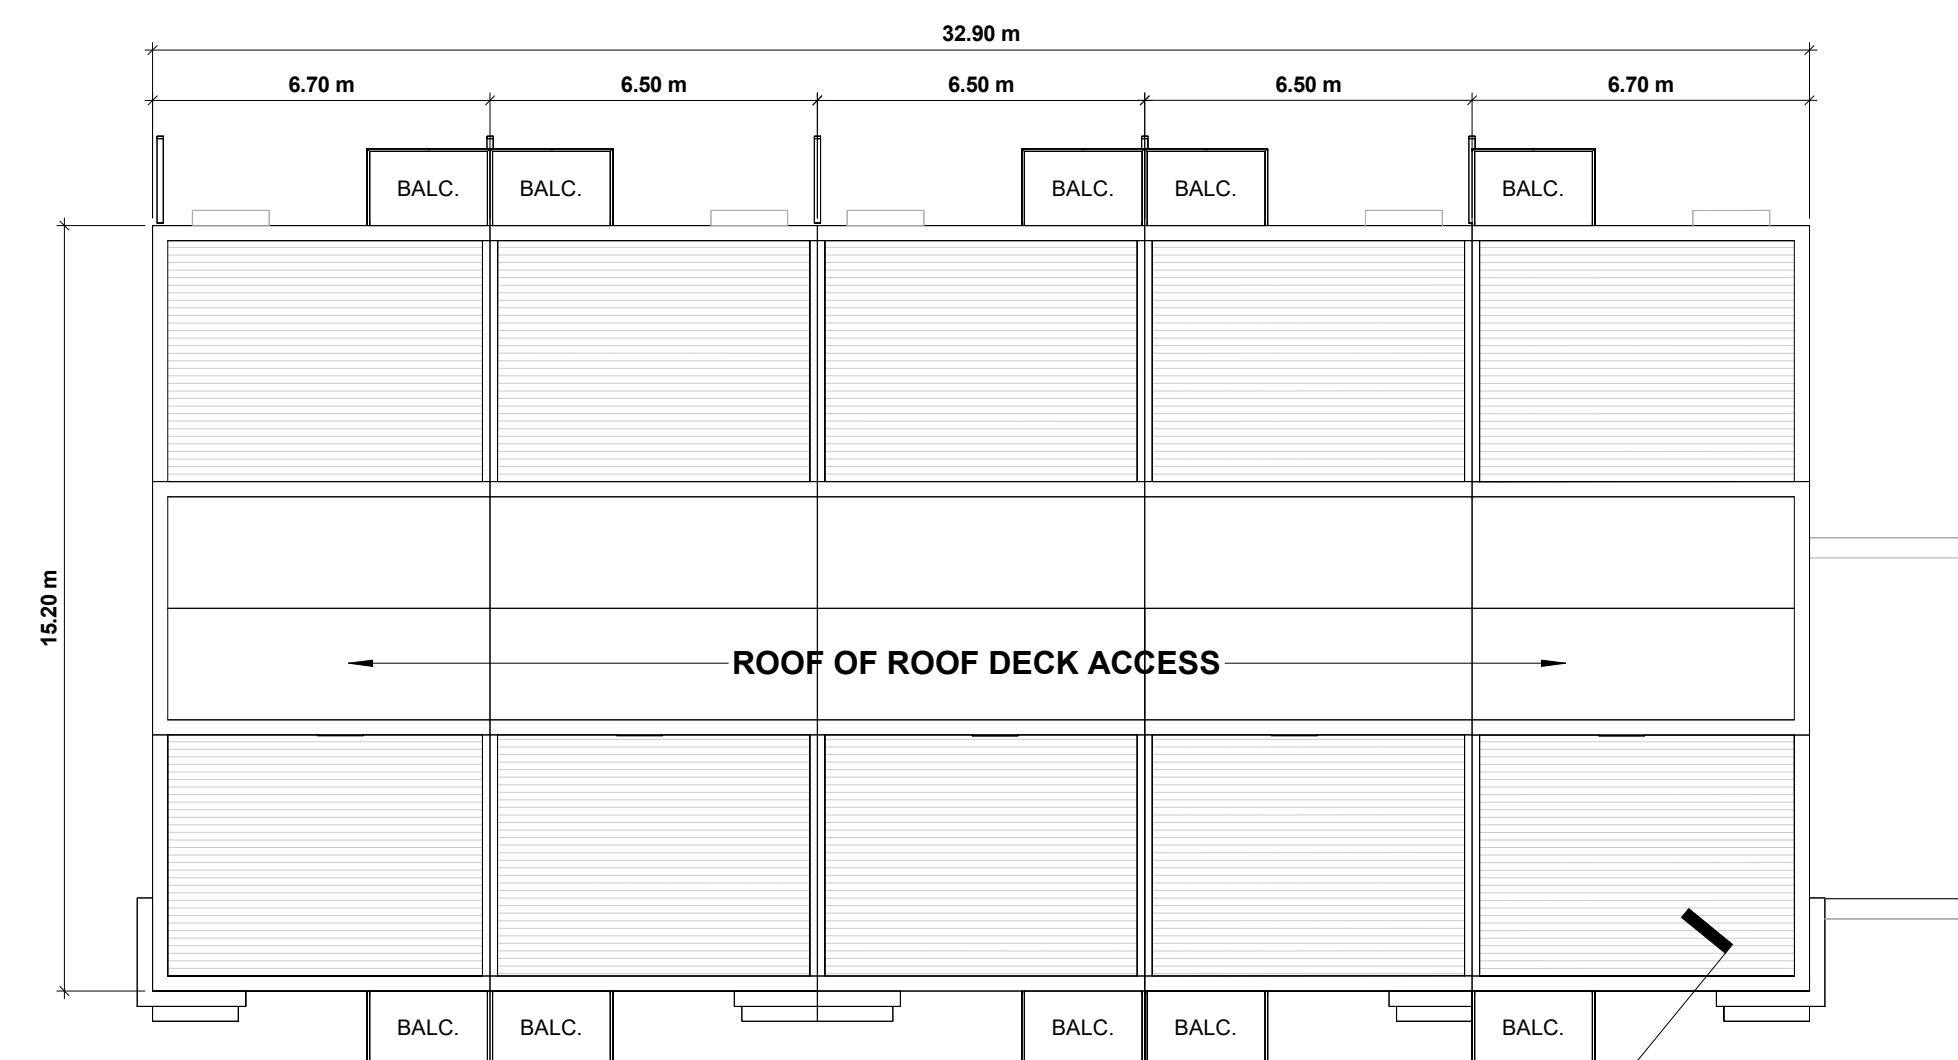 32.90 m
6.70 m 6.50 m 6.50 m 6.50 m 6.70 m
BALC. BALC. BALC. BALC. BALC.
15.20 m
ROOF OF ROOF DECK ACCESS
BALC. BALC. BALC. BALC. BALC.